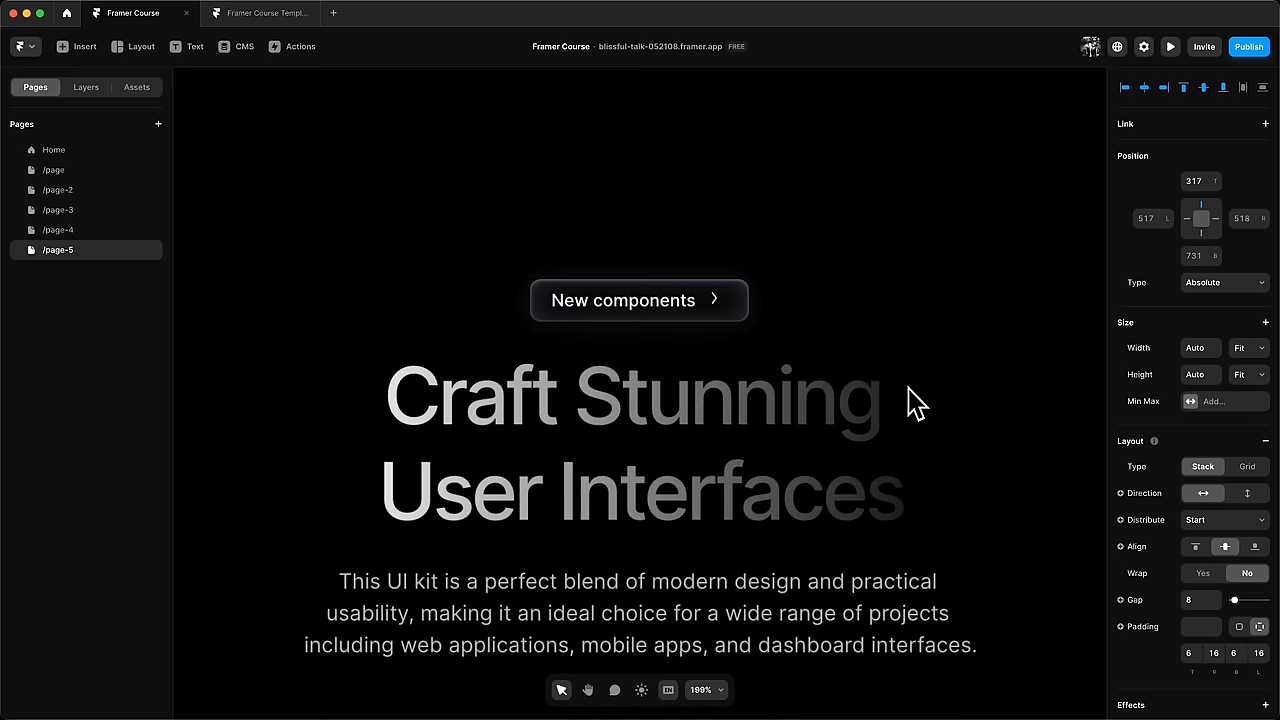 Framer Course
Framer Course Templ...
Insert
Layout
Text
CMS
Actions
Framer Course · blissful-talk-052108.framer.app FREE
Invite
Publish
Pages
Layers
Assets
Pages
Home
/page
/page-2
/page-3
/page-4
/page-5
New components
Craft Stunning
User Interfaces
This UI kit is a perfect blend of modern design and practical
usability, making it an ideal choice for a wide range of projects
including web applications, mobile apps, and dashboard interfaces.
EN
199%
Link
Position
317 T
517 L
518 R
731 B
Type Absolute
Size
Width Auto Fit
Height Auto Fit
Min Max Add...
Layout
Type Stack Grid
Direction
Distribute Start
Align
Wrap Yes No
Gap 8
Padding
6 16 6 16
T R B L
Effects